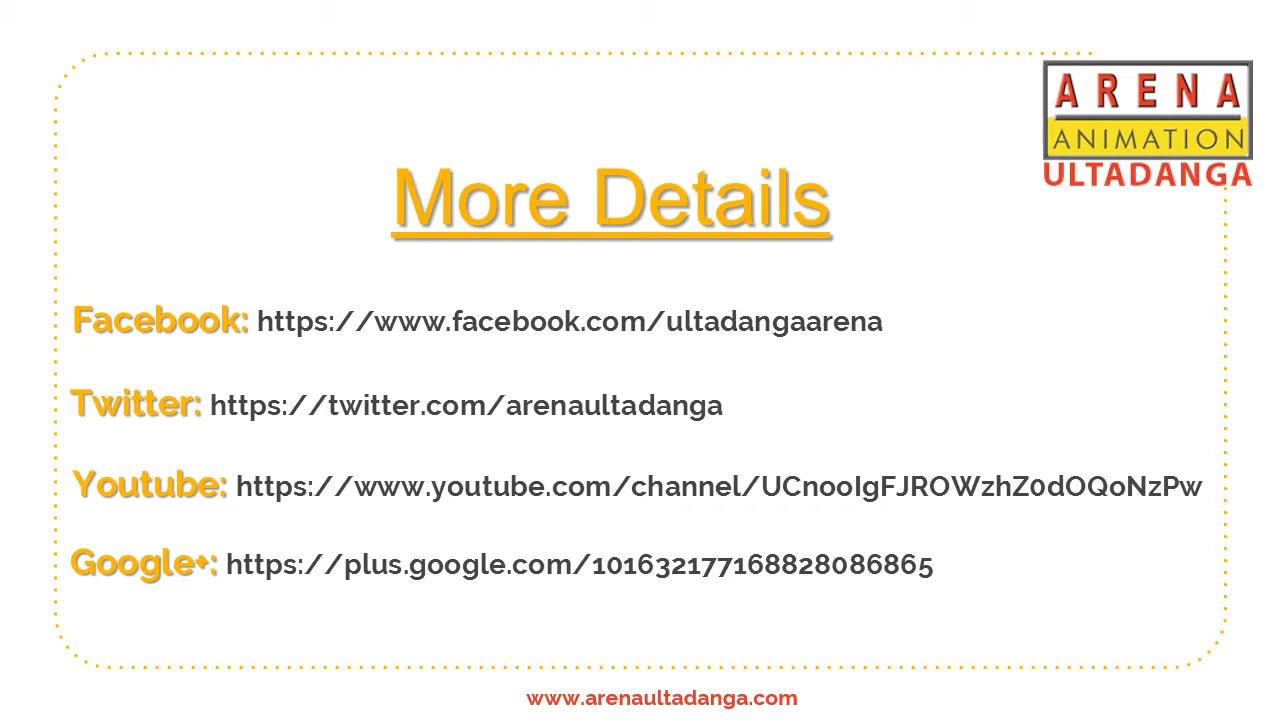 ARENA
ANIMATION
ULTADANGA
More Details
Facebook: https://www.facebook.com/ultadangaarena
Twitter: https://twitter.com/arenaultadanga
Youtube: https://www.youtube.com/channel/UCnooIgFJROWzhZ0dOQoNzPw
Google+: https://plus.google.com/101632177168828086865
www.arenaultadanga.com